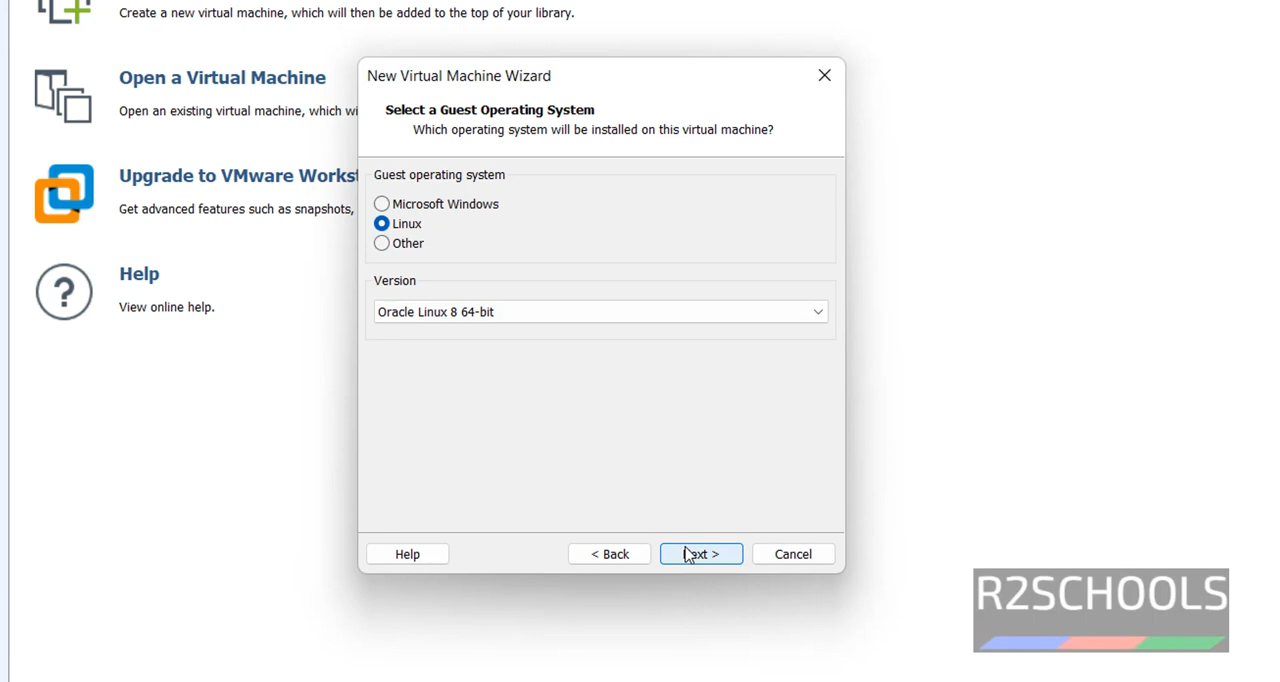 Create a new virtual machine, which will then be added to the top of your library.
Open a Virtual Machine
Open an existing virtual machine, which wi
Upgrade to VMware Workst
Get advanced features such as snapshots,
Help
View online help.
New Virtual Machine Wizard
Select a Guest Operating System
Which operating system will be installed on this virtual machine?
Guest operating system
Microsoft Windows
Linux
Other
Version
Oracle Linux 8 64-bit
Help
< Back
>
Cancel
R2SCHOOLS